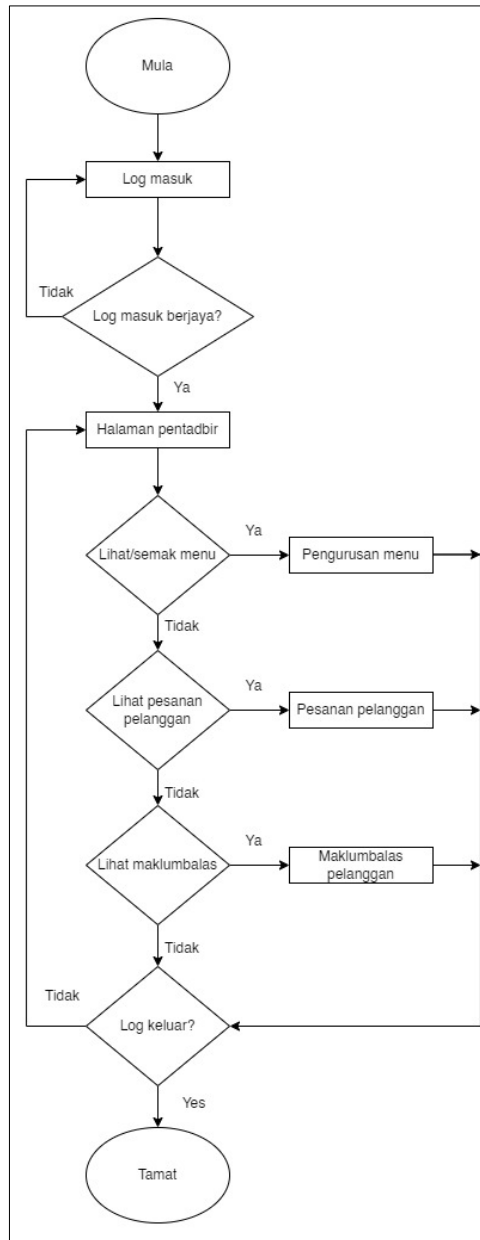 Mula
Log masuk
Tidak
Log masuk berjaya?
Ya
Halaman pentadbir
Lihat/semak menu
Ya
Pengurusan menu
Tidak
Lihat pesanan
pelanggan
Ya
Pesanan pelanggan
Tidak
Lihat maklumbalas
Ya
Maklumbalas
pelanggan
Tidak
Tidak
Log keluar?
Yes
Tamat